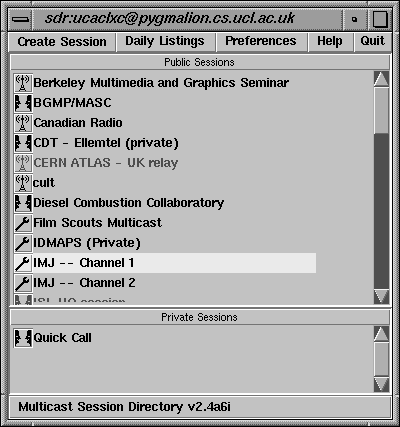 sdr:ucaclxc@pygmalion.cs.ucl.ac.uk
Create Session Daily Listings Preferences Help Quit
Public Sessions
Berkeley Multimedia and Graphics Seminar
BGMP/MASC
Canadian Radio
CDT - Ellemtel (private)
CERN ATLAS - UK relay
cult
Diesel Combustion Collaboratory
Film Scouts Multicast
IDMAPS (Private)
IMJ -- Channel 1
IMJ -- Channel 2
session
Private Sessions
Quick Call
Multicast Session Directory v2.4a6i